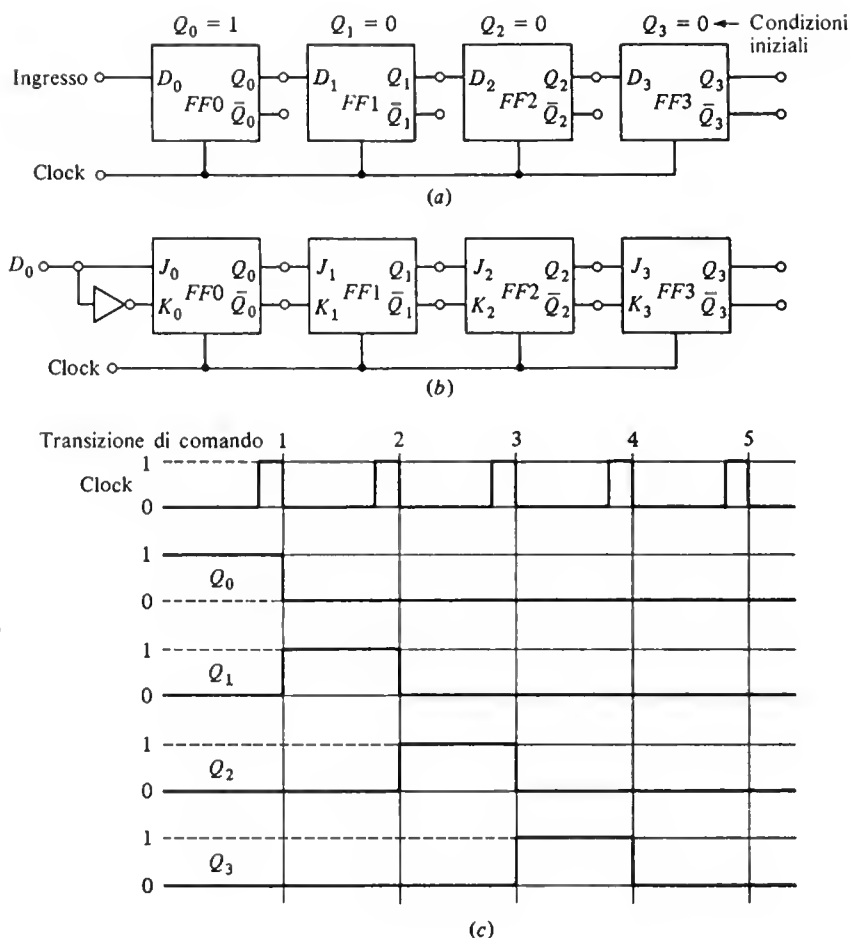 Q₀ = 1 Q₁ = 0 Q₂ = 0 Q₃ = 0 ← Condizioni iniziali
Ingresso D₀ Q₀ D₁ Q₁ D₂ Q₂ D₃ Q₃
FF0 FF1 FF2 FF3
Q̄₀ Q̄₁ Q̄₂ Q̄₃
Clock
(a)
D₀ J₀ Q₀ J₁ Q₁ J₂ Q₂ J₃ Q₃
FF0 FF1 FF2 FF3
K₀ Q̄₀ K₁ Q̄₁ K₂ Q̄₂ K₃ Q̄₃
Clock
(b)
Transizione di comando 1 2 3 4 5
1
Clock
0
1
Q₀
0
1
Q₁
0
1
Q₂
0
1
Q₃
0
(c)